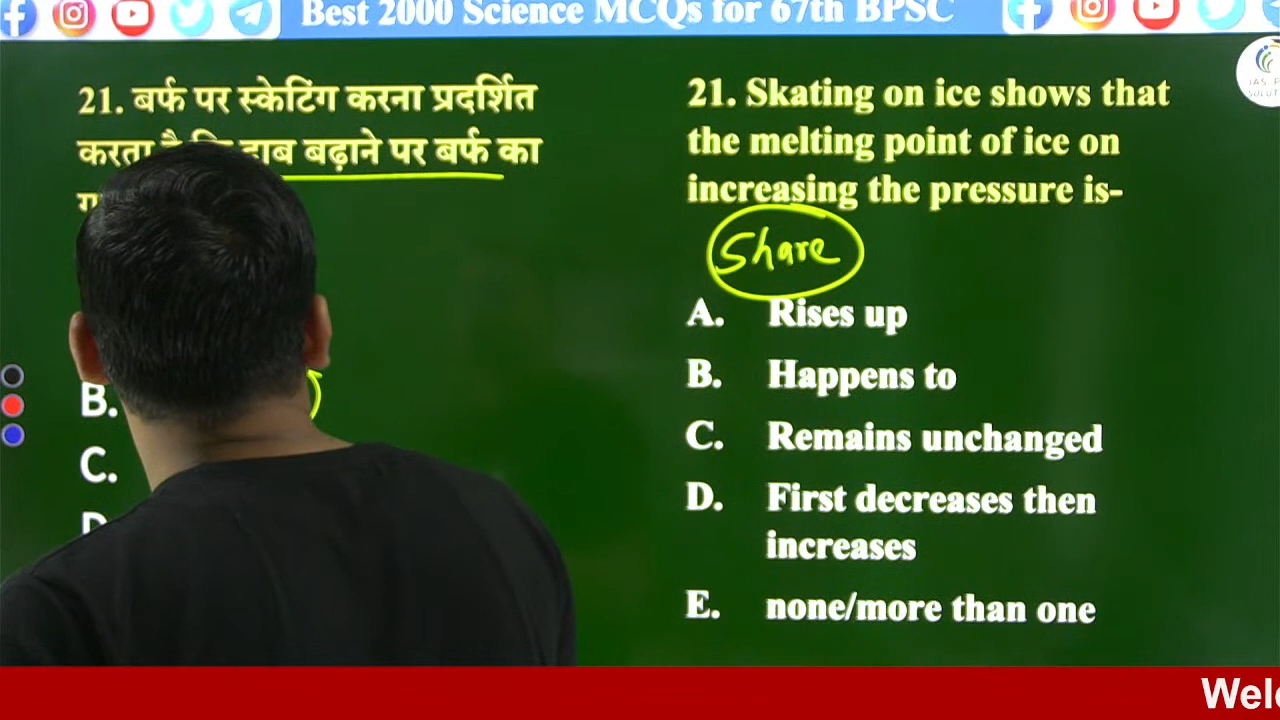 Best 2000 Science MCQs for 67th BPSC
21. बर्फ पर स्केटिंग करना प्रदर्शित
करता है कि दाब बढ़ाने पर बर्फ का
B.
C.
21. Skating on ice shows that
the melting point of ice on
increasing the pressure is-
Share
A. Rises up
B. Happens to
C. Remains unchanged
D. First decreases then
increases
E. none/more than one